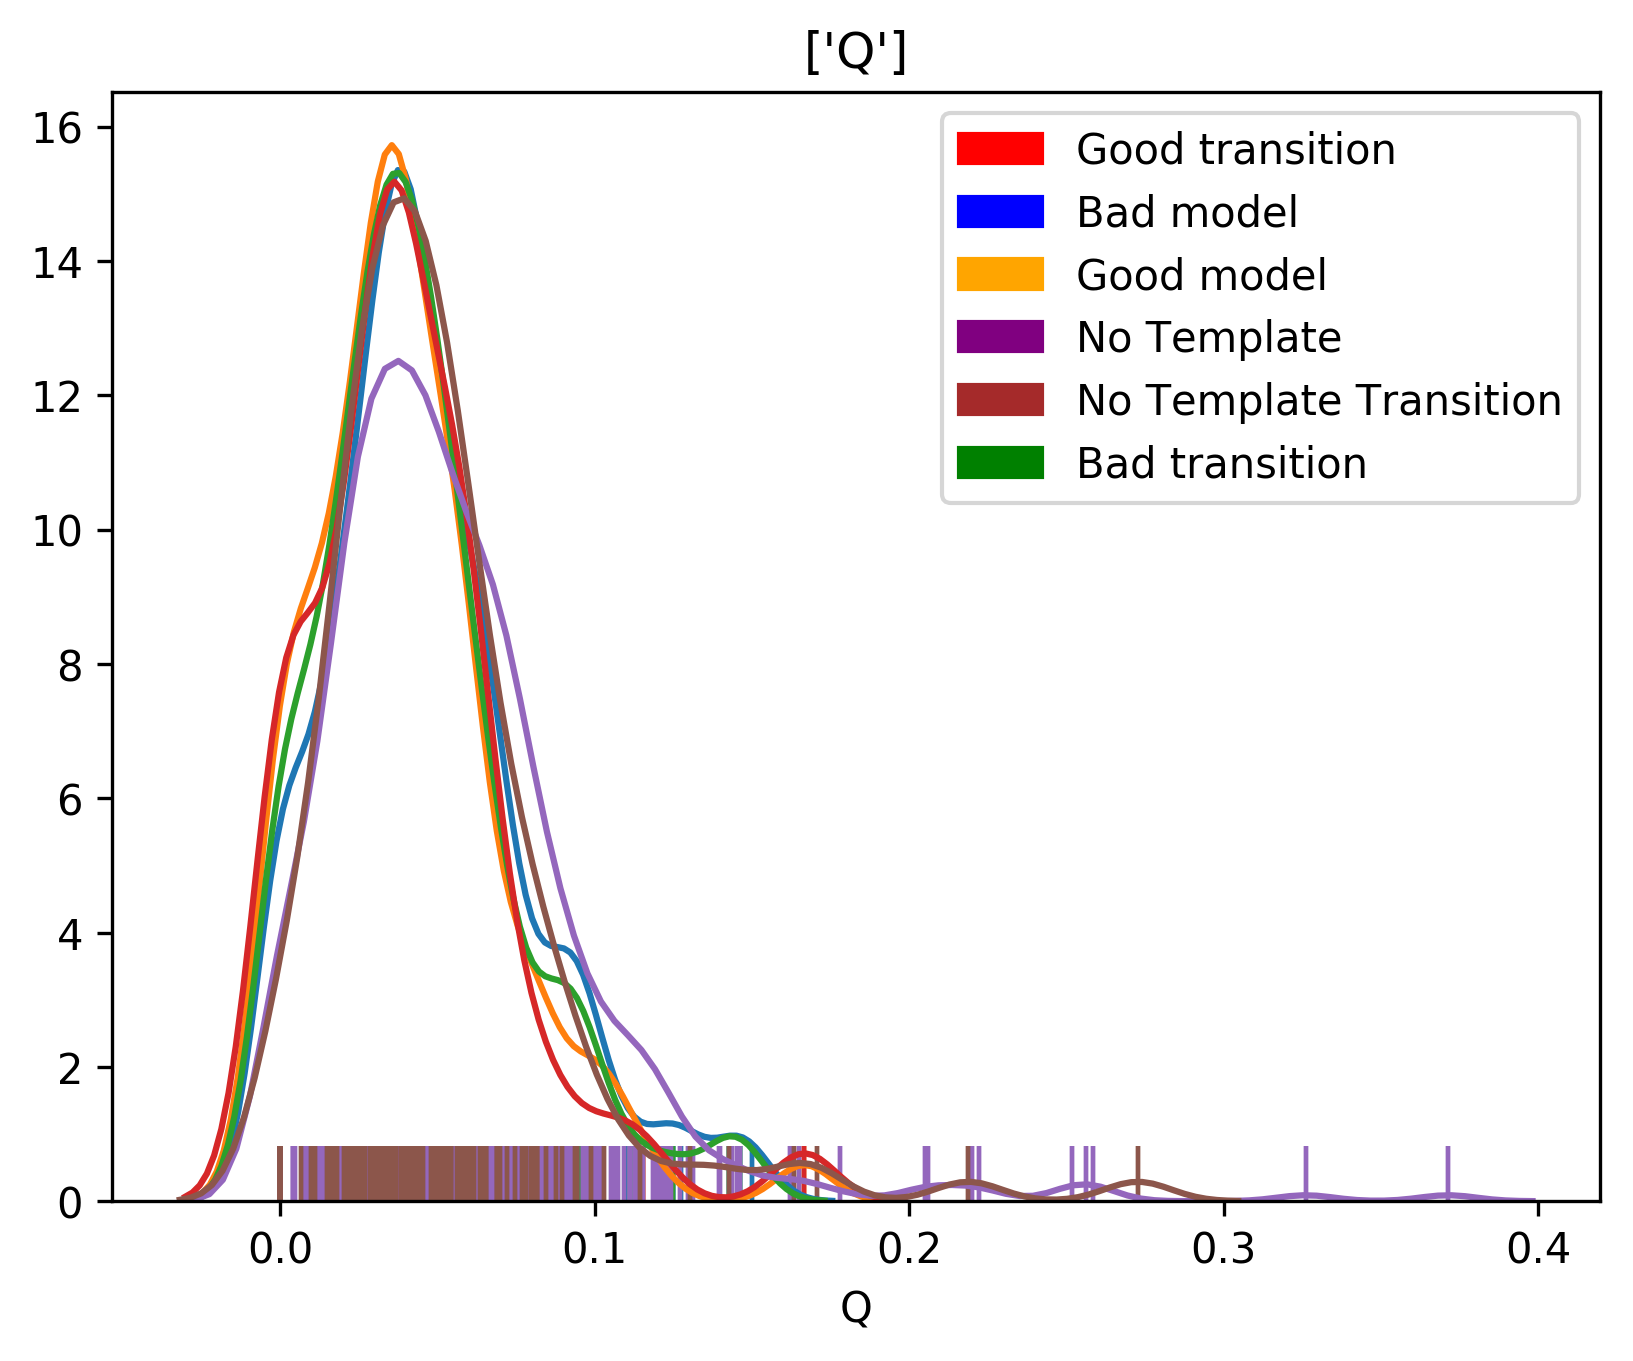 ['Q']
16
14
12
10
8
6
4
2
0
Good transition
Bad model
Good model
No Template
No Template Transition
Bad transition
0.0 0.1 0.2 0.3 0.4
Q